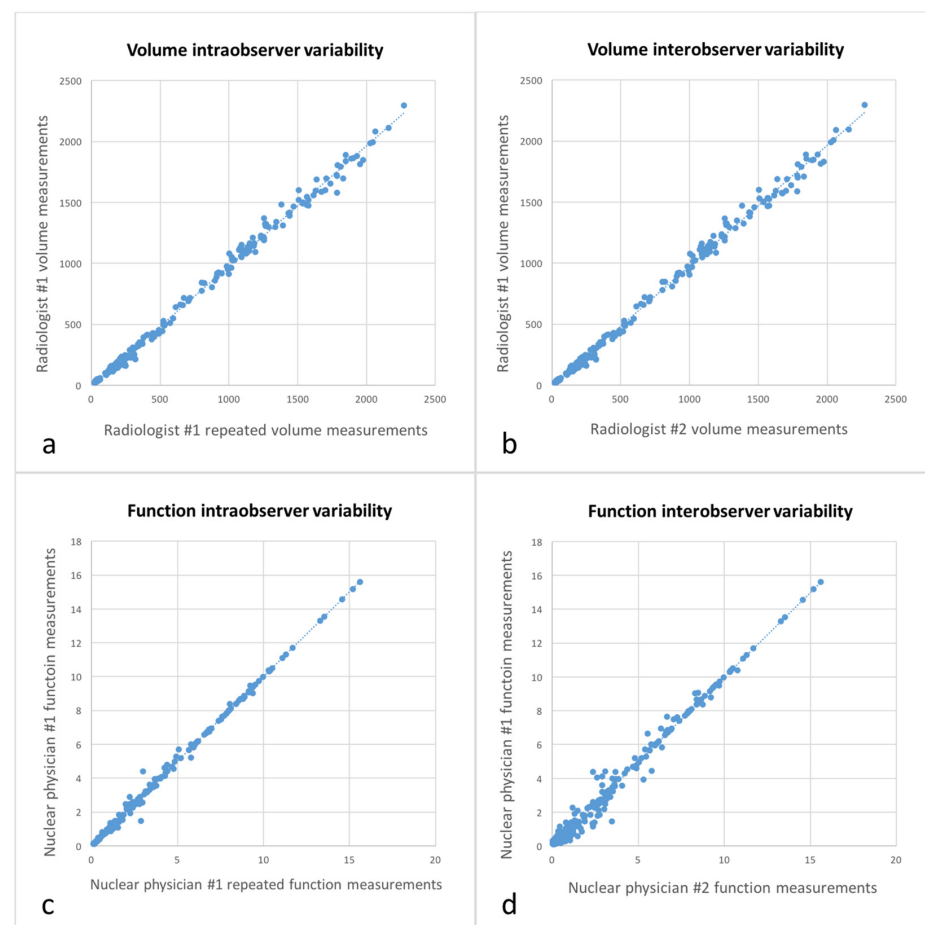 Volume intraobserver variability
Radiologist #1 volume measurements
2500
2000
1500
1000
500
0
0 500 1000 1500 2000 2500
Radiologist #1 repeated volume measurements
a
Volume interobserver variability
Radiologist #1 volume measurements
2500
2000
1500
1000
500
0
0 500 1000 1500 2000 2500
Radiologist #2 volume measurements
b
Function intraobserver variability
Nuclear physician #1 functoin measurements
18
16
14
12
10
8
6
4
2
0
0 5 10 15 20
Nuclear physician #1 repeated function measurements
c
Function interobserver variability
Nuclear physician #1 functoin measurements
18
16
14
12
10
8
6
4
2
0
0 5 10 15 20
Nuclear physician #2 function measurements
d